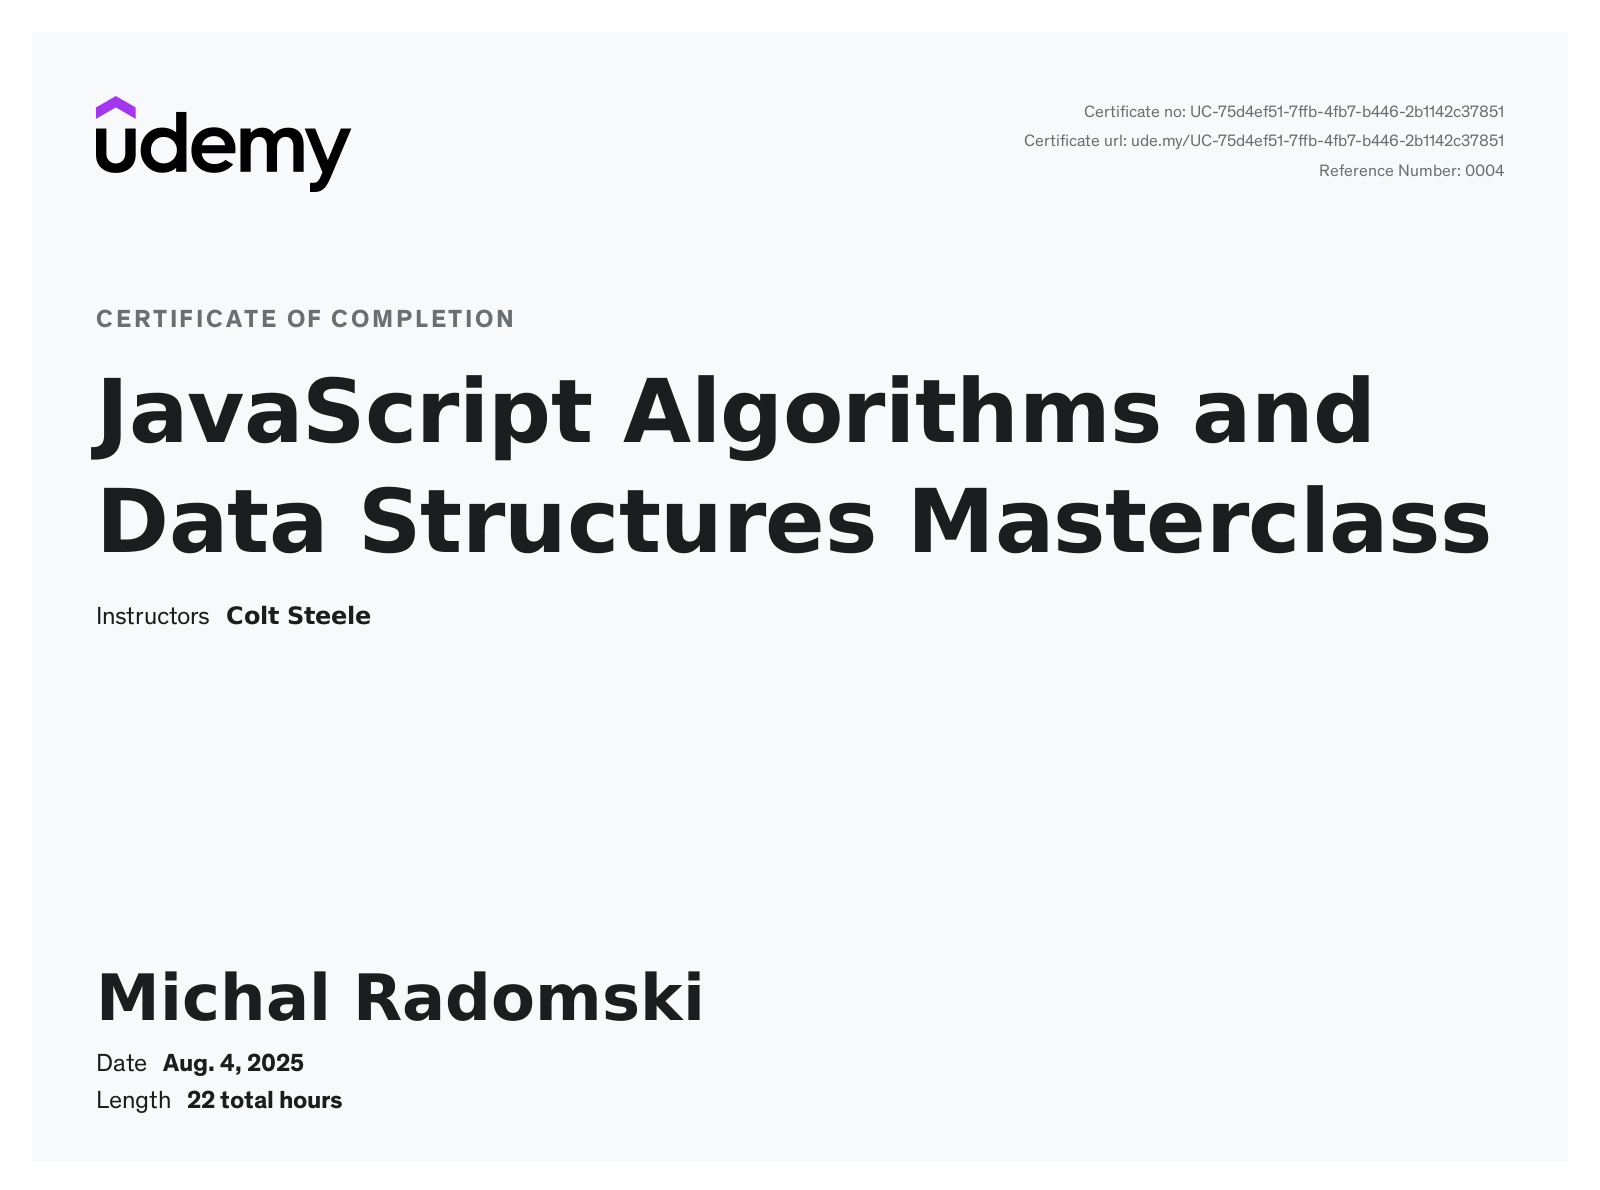 udemy
Certificate no: UC-75d4ef51-7ffb-4fb7-b446-2b1142c37851
Certificate url: ude.my/UC-75d4ef51-7ffb-4fb7-b446-2b1142c37851
Reference Number: 0004
CERTIFICATE OF COMPLETION
JavaScript Algorithms and
Data Structures Masterclass
Instructors Colt Steele
Michal Radomski
Date Aug. 4, 2025
Length 22 total hours